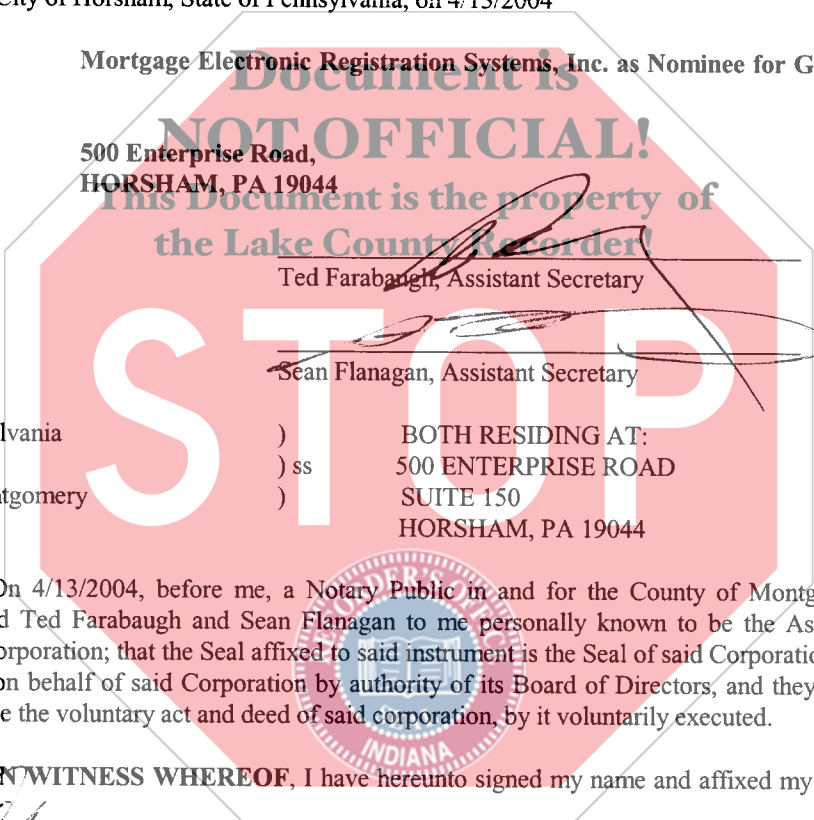 City of Horsham, State of Pennsylvania, on 4/13/2004
Mortgage Electronic Registration Systems, Inc. as Nominee for G
Document is
NOT OFFICIAL!
500 Enterprise Road,
HORSHAM, PA 19044
This Document is the property of
the Lake County Recorder!
Ted Farabaugh, Assistant Secretary
Sean Flanagan, Assistant Secretary
STOP
lvania ) BOTH RESIDING AT:
) ss 500 ENTERPRISE ROAD
tgomery ) SUITE 150
HORSHAM, PA 19044
On 4/13/2004, before me, a Notary Public in and for the County of Montg
d Ted Farabaugh and Sean Flanagan to me personally known to be the As
orporation; that the Seal affixed to said instrument is the Seal of said Corporatio
on behalf of said Corporation by authority of its Board of Directors, and they
e the voluntary act and deed of said corporation, by it voluntarily executed.
RECORDER'S OFFICE
INDIANA
N WITNESS WHEREOF, I have hereunto signed my name and affixed my